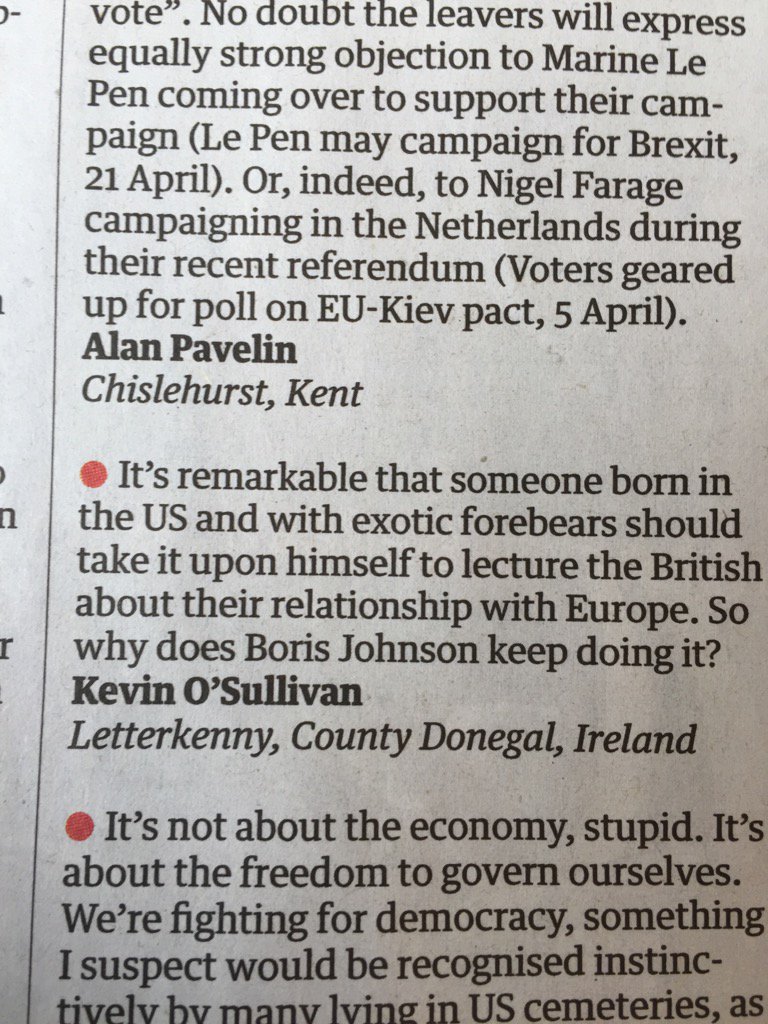 vote”. No doubt the leavers will express
equally strong objection to Marine Le
Pen coming over to support their cam-
paign (Le Pen may campaign for Brexit,
21 April). Or, indeed, to Nigel Farage
campaigning in the Netherlands during
their recent referendum (Voters geared
up for poll on EU-Kiev pact, 5 April).
Alan Pavelin
Chislehurst, Kent
● It’s remarkable that someone born in
the US and with exotic forebears should
take it upon himself to lecture the British
about their relationship with Europe. So
why does Boris Johnson keep doing it?
Kevin O’Sullivan
Letterkenny, County Donegal, Ireland
● It’s not about the economy, stupid. It’s
about the freedom to govern ourselves.
We’re fighting for democracy, something
I suspect would be recognised instinc-
tively by many lying in US cemeteries, as